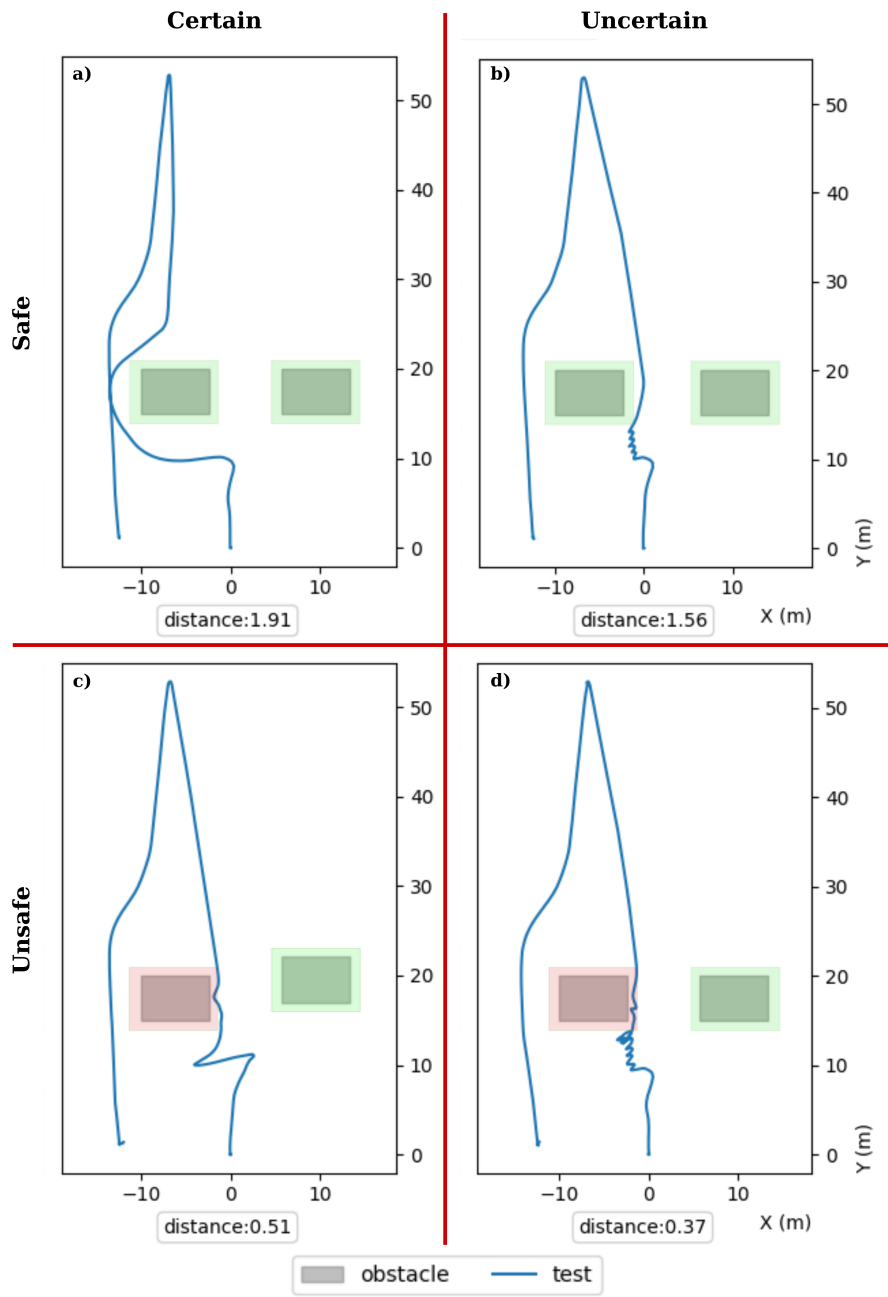 Certain
Uncertain
Safe
a)
50
40
30
20
10
0
−10 0 10
distance:1.91
b)
50
40
30
20
10
0
Y (m)
−10 0 10
distance:1.56
X (m)
Unsafe
c)
50
40
30
20
10
0
−10 0 10
distance:0.51
d)
50
40
30
20
10
0
Y (m)
−10 0 10
distance:0.37
X (m)
obstacle
test